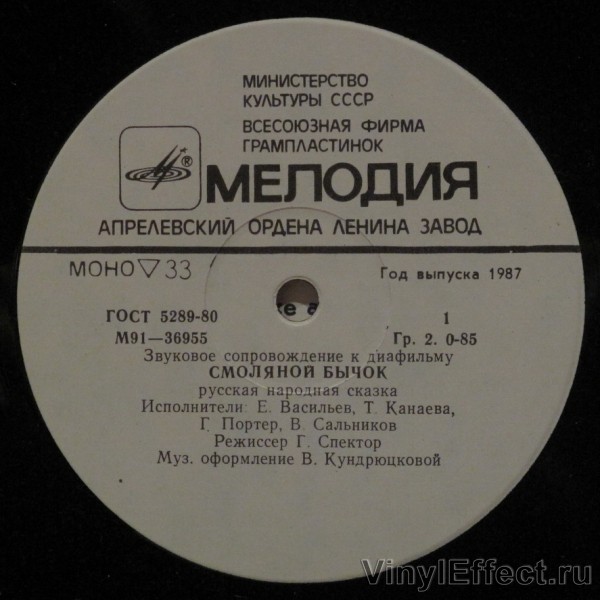 МИНИСТЕРСТВО
КУЛЬТУРЫ СССР
ВСЕСОЮЗНАЯ ФИРМА
ГРАМПЛАСТИНОК
®
МЕЛОДИЯ
АПРЕЛЕВСКИЙ ОРДЕНА ЛЕНИНА ЗАВОД
МОНО ▽ 33
Год выпуска 1987
ГОСТ 5289-80
1
М91—36955
Гр. 2. 0-85
Звуковое сопровождение к диафильму
СМОЛЯНОЙ БЫЧОК
русская народная сказка
Исполнители: Е. Васильев, Т. Канаева,
Г. Портер, В. Сальников
Режиссер Г. Спектор
Муз. оформление В. Кундрюцковой
VinylEffect.ru